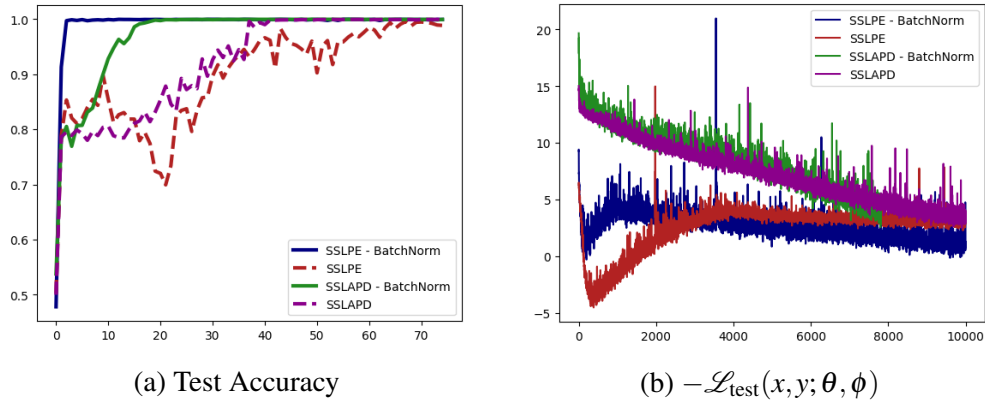 1.0
0.9
0.8
0.7
0.6
0.5
0 10 20 30 40 50 60 70
SSLPE - BatchNorm
SSLPE
SSLAPD - BatchNorm
SSLAPD
(a) Test Accuracy
20
15
10
5
0
−5
0 2000 4000 6000 8000 10000
SSLPE - BatchNorm
SSLPE
SSLAPD - BatchNorm
SSLAPD
(b) −ℒtest(x, y; θ, ϕ)